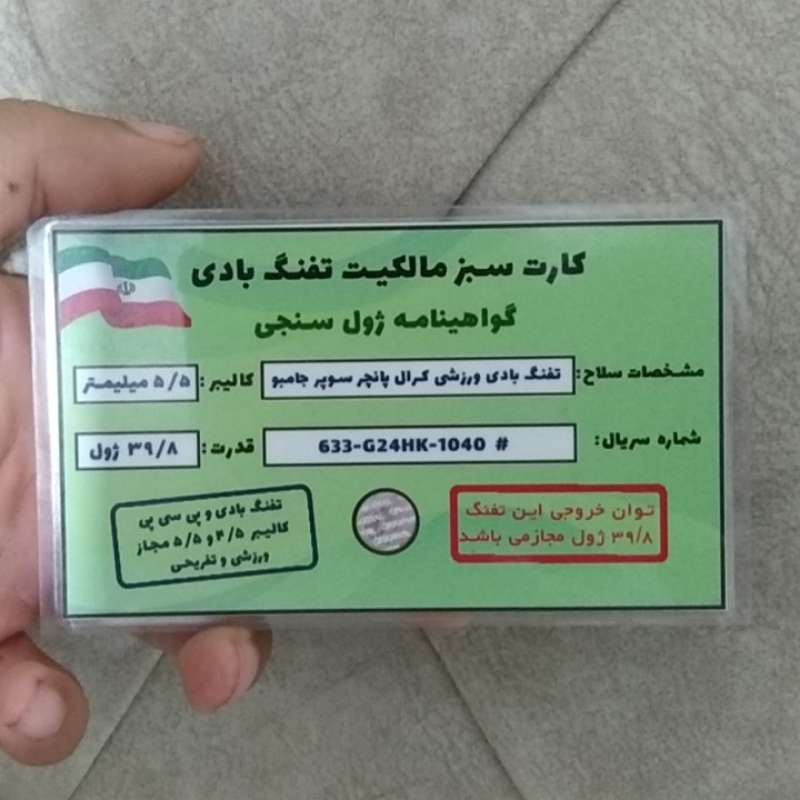 کارت سبز مالکیت تفنگ بادی
گواهینامه ژول سنجی
مشخصات سلاح: تفنگ بادی ورزشی کرال پانچر سوپر جامبو کالیبر: ۵/۵ میلیمتر
شماره سریال: # 633-G24HK-1040 قدرت: ۳۹/۸ ژول
توان خروجی این تفنگ
۳۹/۸ ژول مجاز می باشد
تفنگ بادی و پی سی پی
کالیبر ۴/۵ و ۵/۵ مجاز
ورزشی و تفریحی